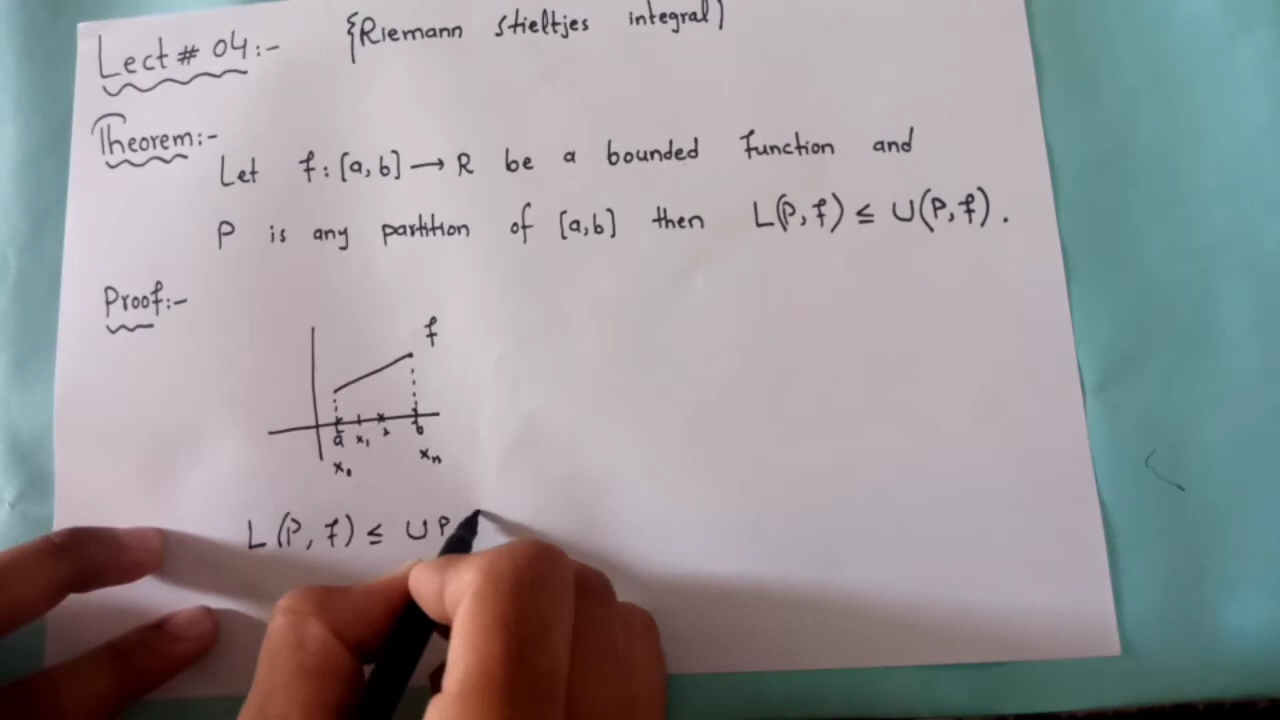 Lect # 04:- {Riemann stieltjes integral}
Theorem:-
Let f: [a, b] → R be a bounded function and
P is any partition of [a, b] then L(P, f) ≤ U(P, f).
Proof:-
f
a x₁ b
x₀ xₙ
L(P, f) ≤ U P